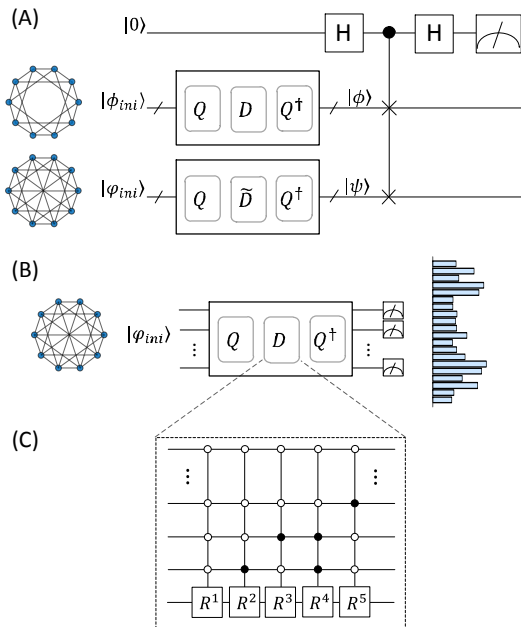 (A)
|0⟩ H H
|ϕ_ini⟩ Q D Q† |ϕ⟩
|φ_ini⟩ Q D̃ Q† |ψ⟩
(B)
|φ_ini⟩ Q D Q†
(C)
R¹ R² R³ R⁴ R⁵